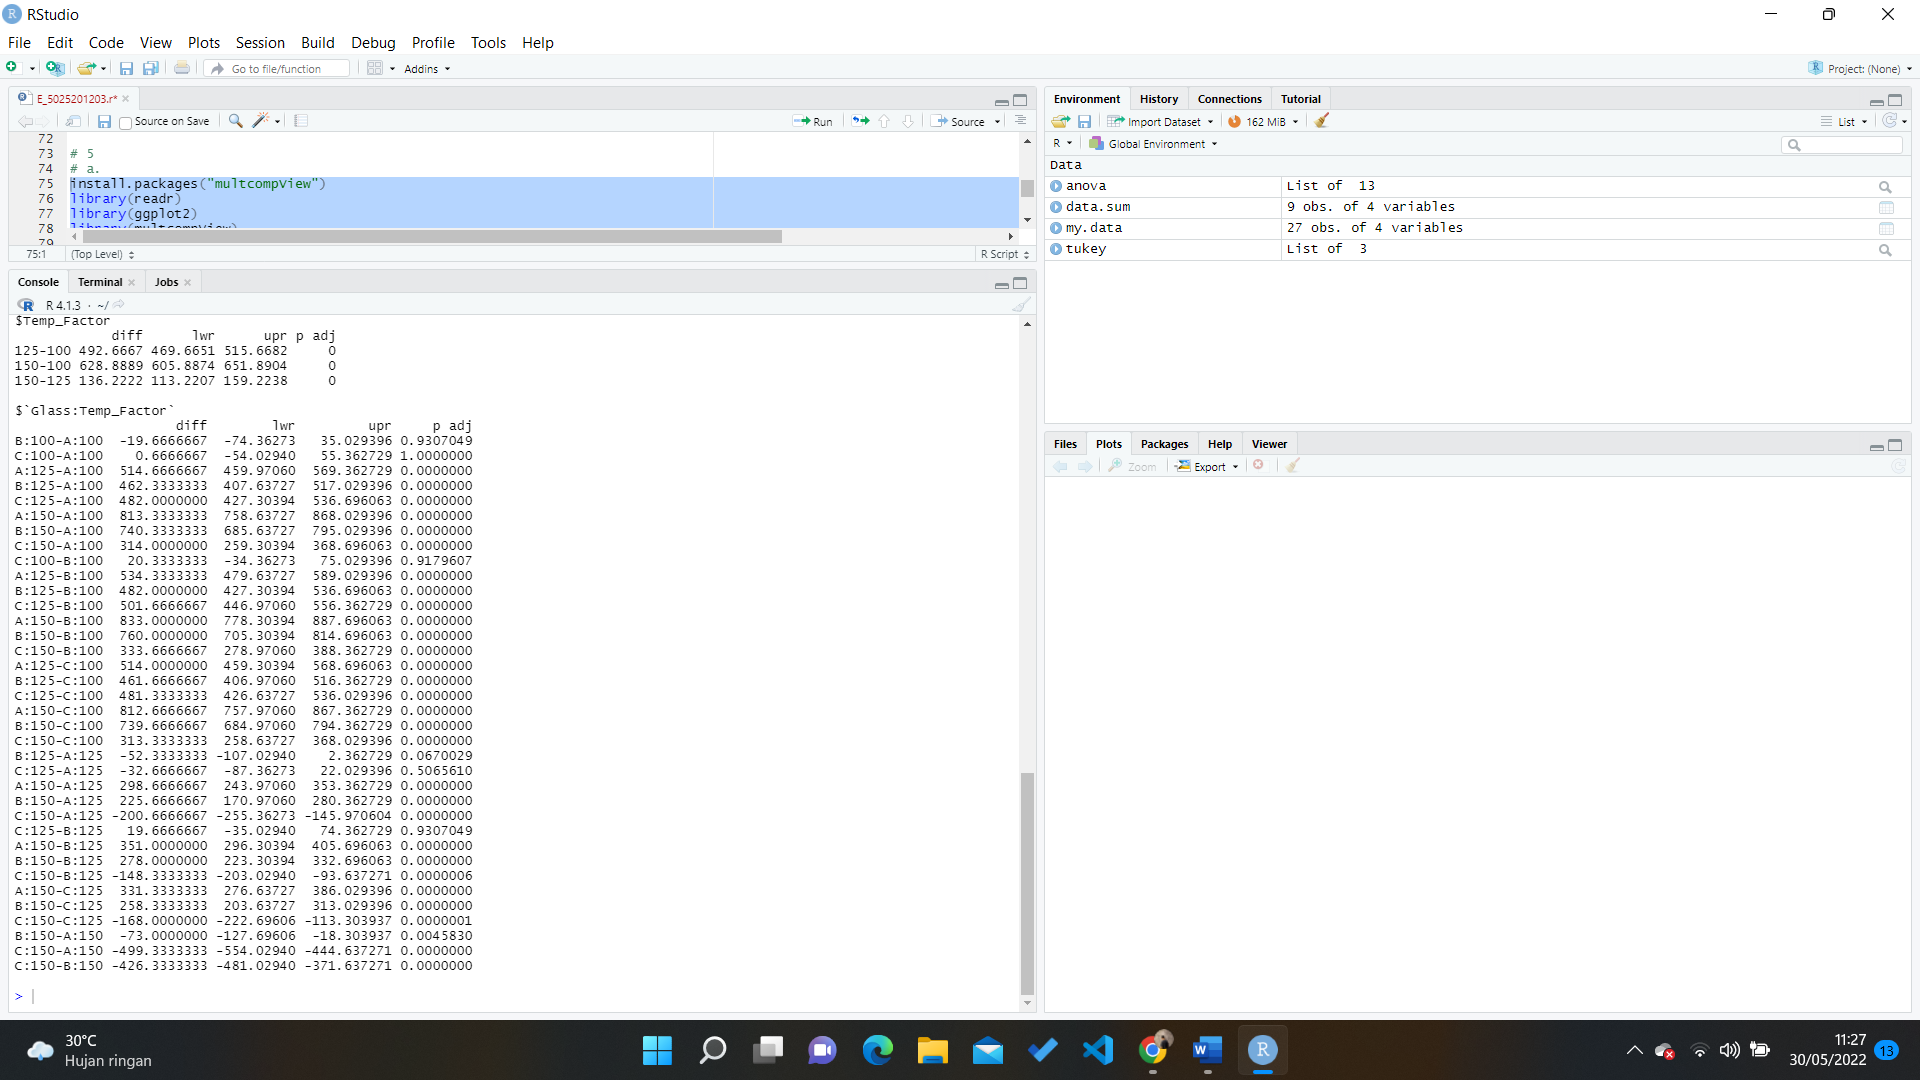 RStudio
File Edit Code View Plots Session Build Debug Profile Tools Help
Go to file/function Addins Project: (None)
E_5025201203.r*
Source on Save Run Source
72
73 # 5
74 # a.
75 install.packages("multcompView")
76 library(readr)
77 library(ggplot2)
78 library(multcompView)
79
75:1 (Top Level) R Script
Console Terminal Jobs
R 4.1.3 · ~/
$Temp_Factor
diff lwr upr p adj
125-100 492.6667 469.6651 515.6682 0
150-100 628.8889 605.8874 651.8904 0
150-125 136.2222 113.2207 159.2238 0
$`Glass:Temp_Factor`
diff lwr upr p adj
B:100-A:100 -19.6666667 -74.36273 35.029396 0.9307049
C:100-A:100 0.6666667 -54.02940 55.362729 1.0000000
A:125-A:100 514.6666667 459.97060 569.362729 0.0000000
B:125-A:100 462.3333333 407.63727 517.029396 0.0000000
C:125-A:100 482.0000000 427.30394 536.696063 0.0000000
A:150-A:100 813.3333333 758.63727 868.029396 0.0000000
B:150-A:100 740.3333333 685.63727 795.029396 0.0000000
C:150-A:100 314.0000000 259.30394 368.696063 0.0000000
C:100-B:100 20.3333333 -34.36273 75.029396 0.9179607
A:125-B:100 534.3333333 479.63727 589.029396 0.0000000
B:125-B:100 482.0000000 427.30394 536.696063 0.0000000
C:125-B:100 501.6666667 446.97060 556.362729 0.0000000
A:150-B:100 833.0000000 778.30394 887.696063 0.0000000
B:150-B:100 760.0000000 705.30394 814.696063 0.0000000
C:150-B:100 333.6666667 278.97060 388.362729 0.0000000
A:125-C:100 514.0000000 459.30394 568.696063 0.0000000
B:125-C:100 461.6666667 406.97060 516.362729 0.0000000
C:125-C:100 481.3333333 426.63727 536.029396 0.0000000
A:150-C:100 812.6666667 757.97060 867.362729 0.0000000
B:150-C:100 739.6666667 684.97060 794.362729 0.0000000
C:150-C:100 313.3333333 258.63727 368.029396 0.0000000
B:125-A:125 -52.3333333 -107.02940 2.362729 0.0670029
C:125-A:125 -32.6666667 -87.36273 22.029396 0.5065610
A:150-A:125 298.6666667 243.97060 353.362729 0.0000000
B:150-A:125 225.6666667 170.97060 280.362729 0.0000000
C:150-A:125 -200.6666667 -255.36273 -145.970604 0.0000000
C:125-B:125 19.6666667 -35.02940 74.362729 0.9307049
A:150-B:125 351.0000000 296.30394 405.696063 0.0000000
B:150-B:125 278.0000000 223.30394 332.696063 0.0000000
C:150-B:125 -148.3333333 -203.02940 -93.637271 0.0000006
A:150-C:125 331.3333333 276.63727 386.029396 0.0000000
B:150-C:125 258.3333333 203.63727 313.029396 0.0000000
C:150-C:125 -168.0000000 -222.69606 -113.303937 0.0000001
B:150-A:150 -73.0000000 -127.69606 -18.303937 0.0045830
C:150-A:150 -499.3333333 -554.02940 -444.637271 0.0000000
C:150-B:150 -426.3333333 -481.02940 -371.637271 0.0000000
>
Environment History Connections Tutorial
Import Dataset 162 MiB List
R Global Environment
Data
anova List of 13
data.sum 9 obs. of 4 variables
my.data 27 obs. of 4 variables
tukey List of 3
Files Plots Packages Help Viewer
Zoom Export
30°C
Hujan ringan
11:27
30/05/2022
13